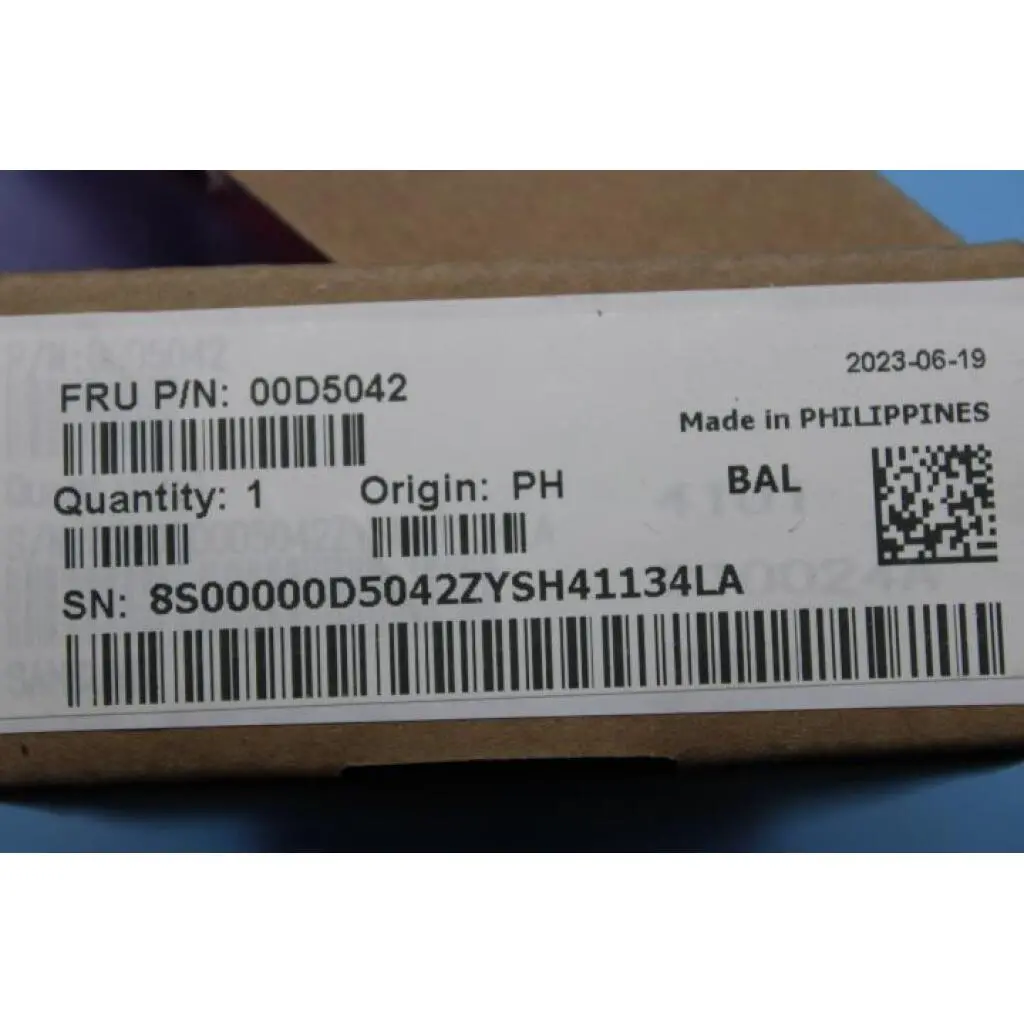 2023-06-19
FRU P/N: 00D5042
Made in PHILIPPINES
Quantity: 1 Origin: PH BAL
SN: 8S00000D5042ZYSH41134LA